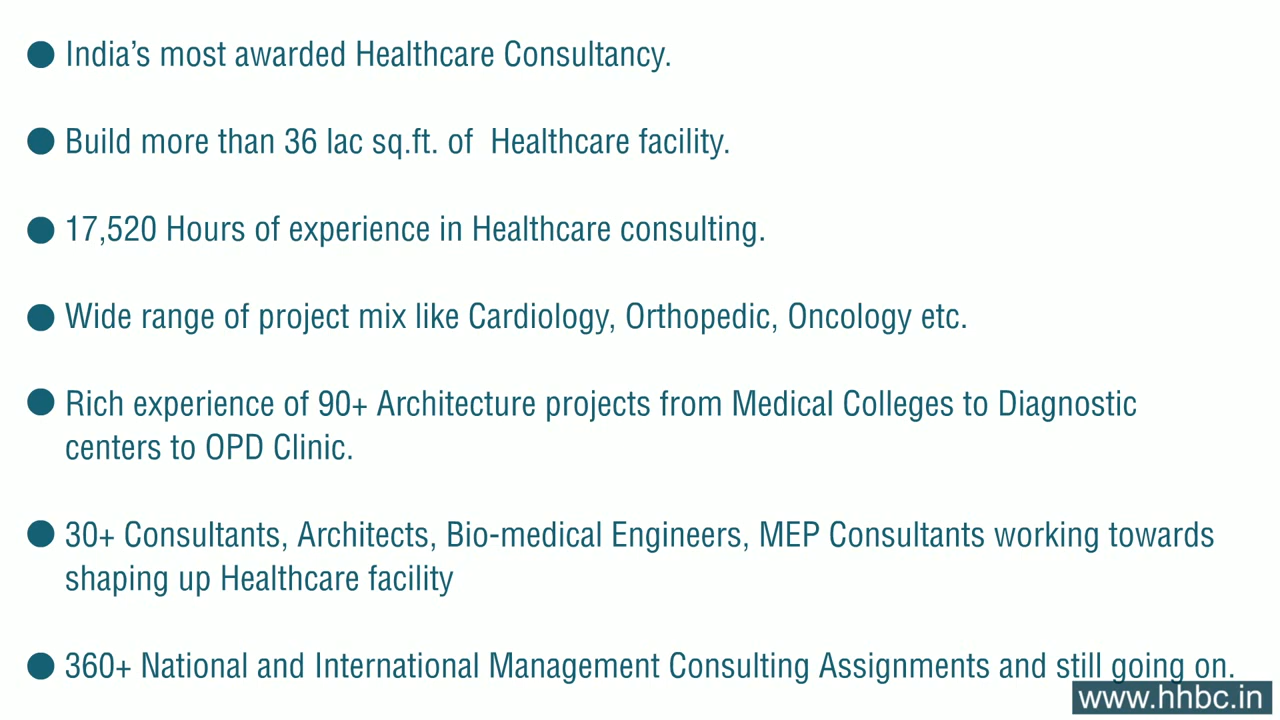 ● India’s most awarded Healthcare Consultancy.
● Build more than 36 lac sq.ft. of  Healthcare facility.
● 17,520 Hours of experience in Healthcare consulting.
● Wide range of project mix like Cardiology, Orthopedic, Oncology etc.
● Rich experience of 90+ Architecture projects from Medical Colleges to Diagnostic
centers to OPD Clinic.
● 30+ Consultants, Architects, Bio-medical Engineers, MEP Consultants working towards
shaping up Healthcare facility
● 360+ National and International Management Consulting Assignments and still going on.
www.hhbc.in